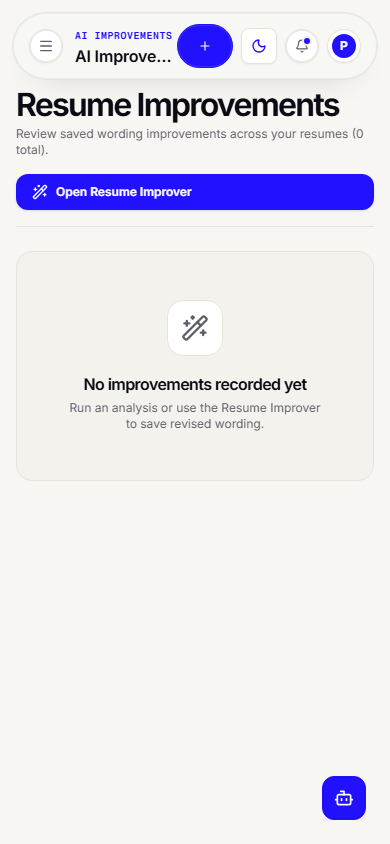 AI IMPROVEMENTS
AI Improve...
P
Resume Improvements
Review saved wording improvements across your resumes (0
total).
Open Resume Improver
No improvements recorded yet
Run an analysis or use the Resume Improver
to save revised wording.